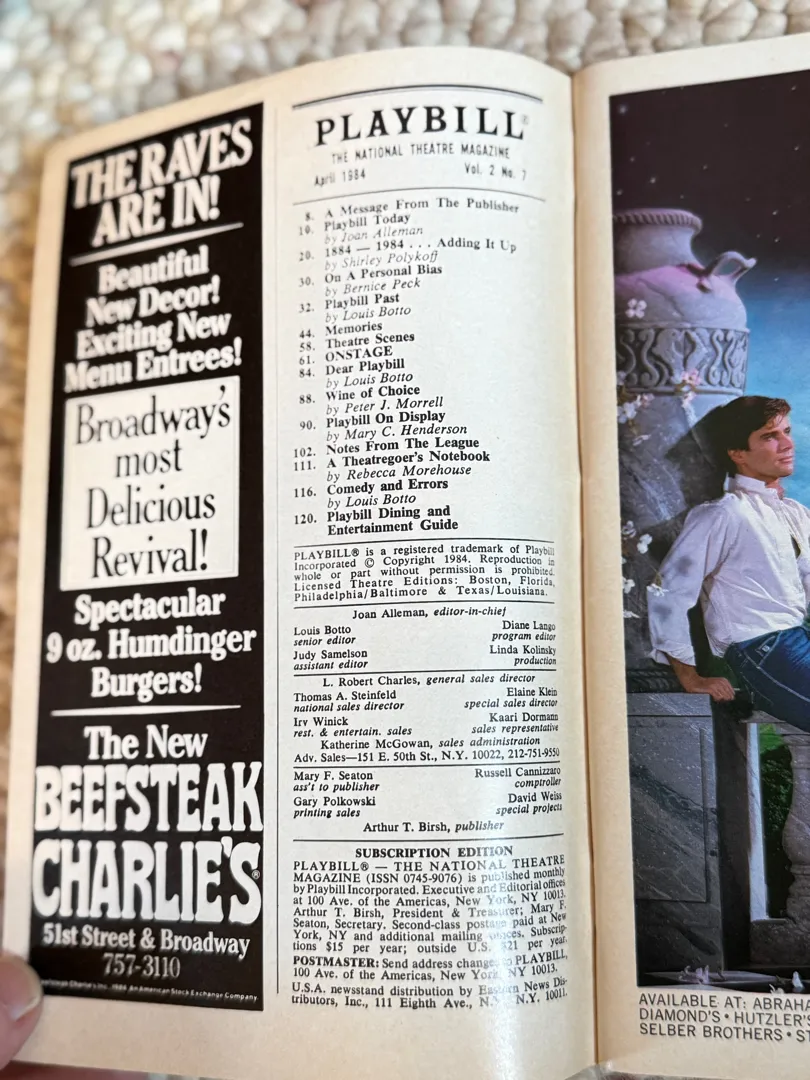 THE RAVES
ARE IN!
Beautiful
New Decor!
Exciting New
Menu Entrees!
Broadway's
most
Delicious
Revival!
Spectacular
9 oz. Humdinger
Burgers!
The New
BEEFSTEAK
CHARLIE'S®
51st Street & Broadway
757-3110
1984 An American Stock Exchange Company
PLAYBILL®
THE NATIONAL THEATRE MAGAZINE
April 1984 Vol. 2 No. 7
8. A Message From The Publisher
10. Playbill Today
by Joan Alleman
20. 1884 — 1984 . . . Adding It Up
by Shirley Polykoff
30. On A Personal Bias
by Bernice Peck
32. Playbill Past
by Louis Botto
44. Memories
58. Theatre Scenes
61. ONSTAGE
84. Dear Playbill
by Louis Botto
88. Wine of Choice
by Peter J. Morrell
90. Playbill On Display
by Mary C. Henderson
102. Notes From The League
111. A Theatregoer's Notebook
by Rebecca Morehouse
116. Comedy and Errors
by Louis Botto
120. Playbill Dining and
Entertainment Guide
PLAYBILL® is a registered trademark of Playbill
Incorporated © Copyright 1984. Reproduction in
whole or part without permission is prohibited.
Licensed Theatre Editions: Boston, Florida,
Philadelphia/Baltimore & Texas/Louisiana.
Joan Alleman, editor-in-chief
Louis Botto Diane Lango
senior editor program editor
Judy Samelson Linda Kolinsky
assistant editor production
L. Robert Charles, general sales director
Thomas A. Steinfeld Elaine Klein
national sales director special sales director
Irv Winick Kaari Dormann
rest. & entertain. sales sales representative
Katherine McGowan, sales administration
Adv. Sales—151 E. 50th St., N.Y. 10022, 212-751-9550
Mary F. Seaton Russell Cannizzaro
ass't to publisher comptroller
Gary Polkowski David Weiss
printing sales special projects
Arthur T. Birsh, publisher
SUBSCRIPTION EDITION
PLAYBILL® — THE NATIONAL THEATRE
MAGAZINE (ISSN 0745-9076) is published monthly
by Playbill Incorporated. Executive and Editorial offices
at 100 Ave. of the Americas, New York, NY 10013.
Arthur T. Birsh, President & Treasurer; Mary F.
Seaton, Secretary. Second-class postage paid at New
York, NY and additional mailing offices. Subscrip-
tions $15 per year; outside U.S. $21 per year.
POSTMASTER: Send address changes to PLAYBILL,
100 Ave. of the Americas, New York, NY 10013.
U.S.A. newsstand distribution by Eastern News Dis-
tributors, Inc., 111 Eighth Ave., N.Y. N.Y. 10011.
AVAILABLE AT: ABRAHA
DIAMOND'S • HUTZLER'S
SELBER BROTHERS • ST